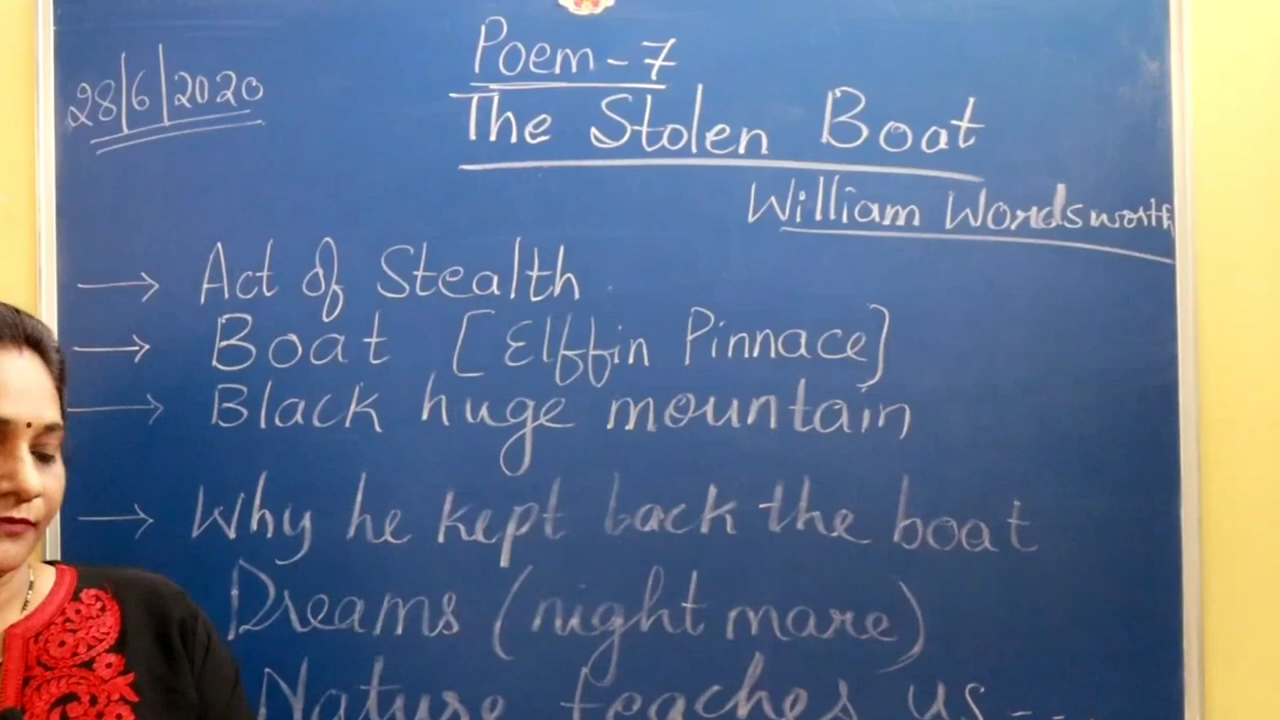 28/6/2020
Poem-7
The Stolen Boat
William Wordsworth
→ Act of Stealth
→ Boat [Elffin Pinnace]
→ Black huge mountain
→ Why he kept back the boat
Dreams (night mare)
Nature teaches us--